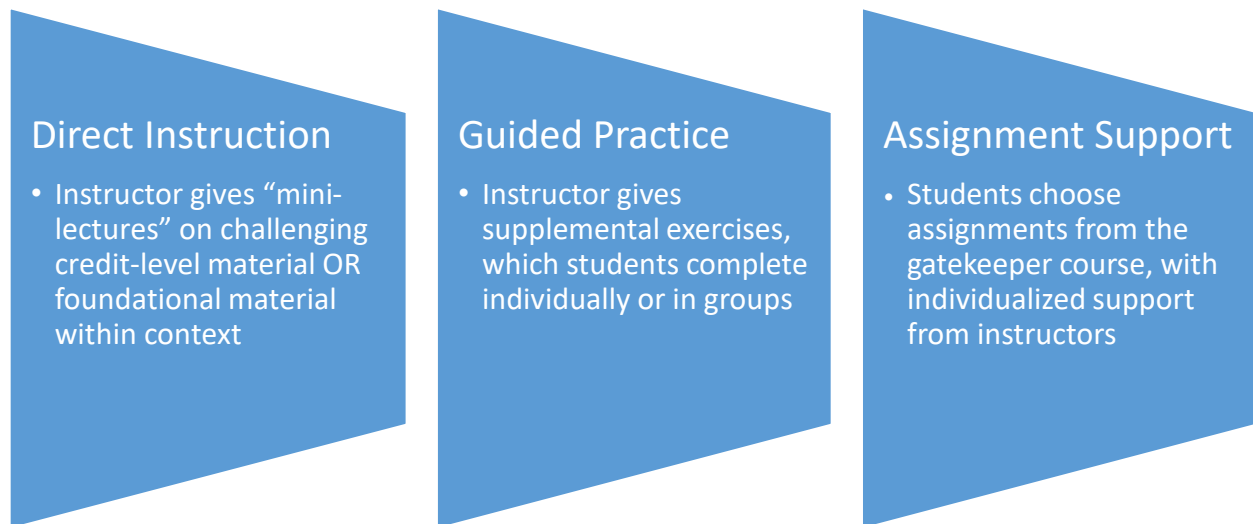 Direct Instruction
• Instructor gives “mini-
lectures” on challenging
credit-level material OR
foundational material
within context
Guided Practice
• Instructor gives
supplemental exercises,
which students complete
individually or in groups
Assignment Support
• Students choose
assignments from the
gatekeeper course, with
individualized support
from instructors